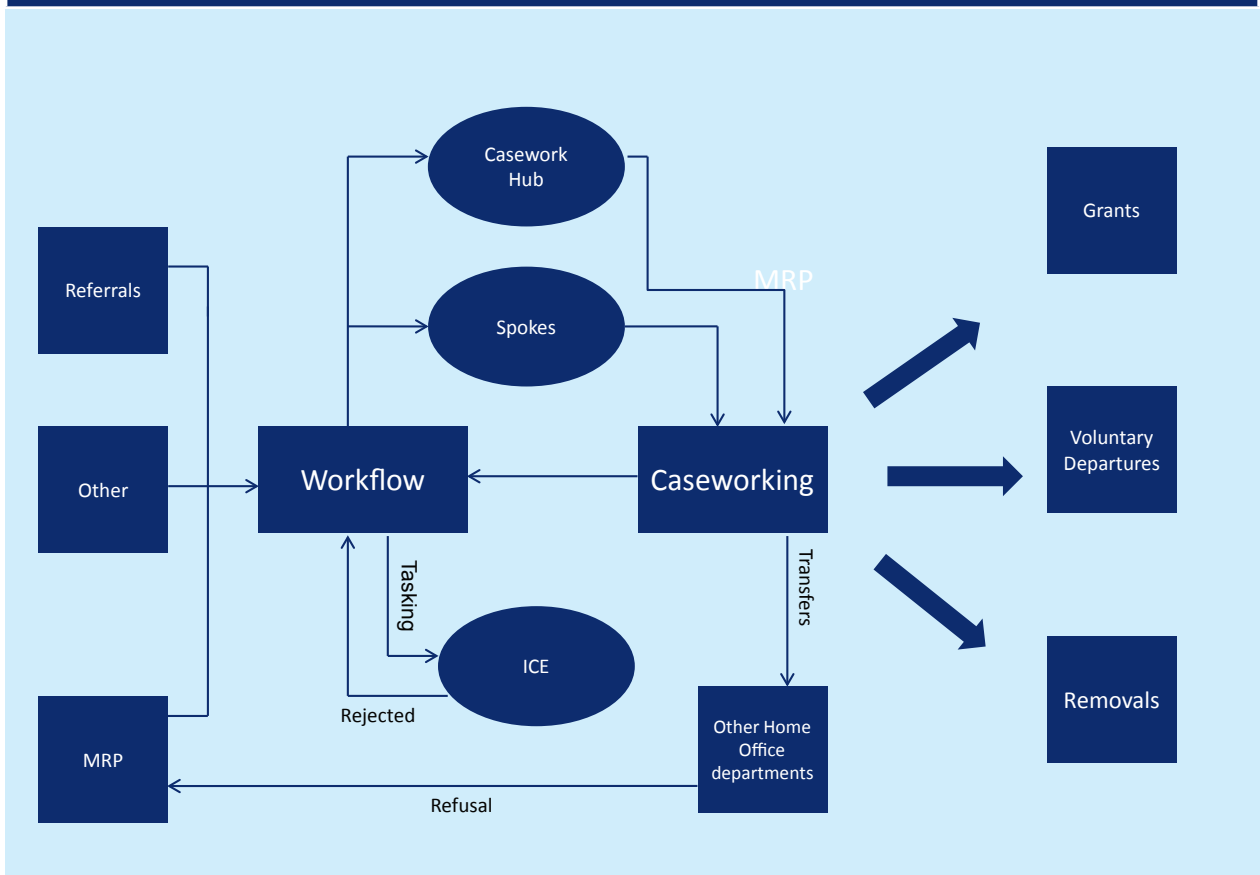 Casework
Hub
Grants
Referrals
MRP
Spokes
Voluntary
Departures
Other
Workflow
Caseworking
Tasking
Transfers
ICE
Rejected
Removals
MRP
Other Home
Office
departments
Refusal